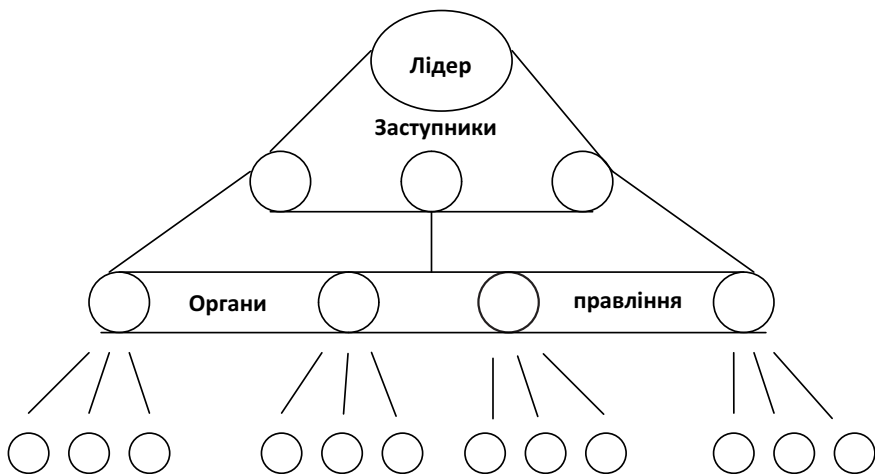 Лідер
Заступники
Органи правління